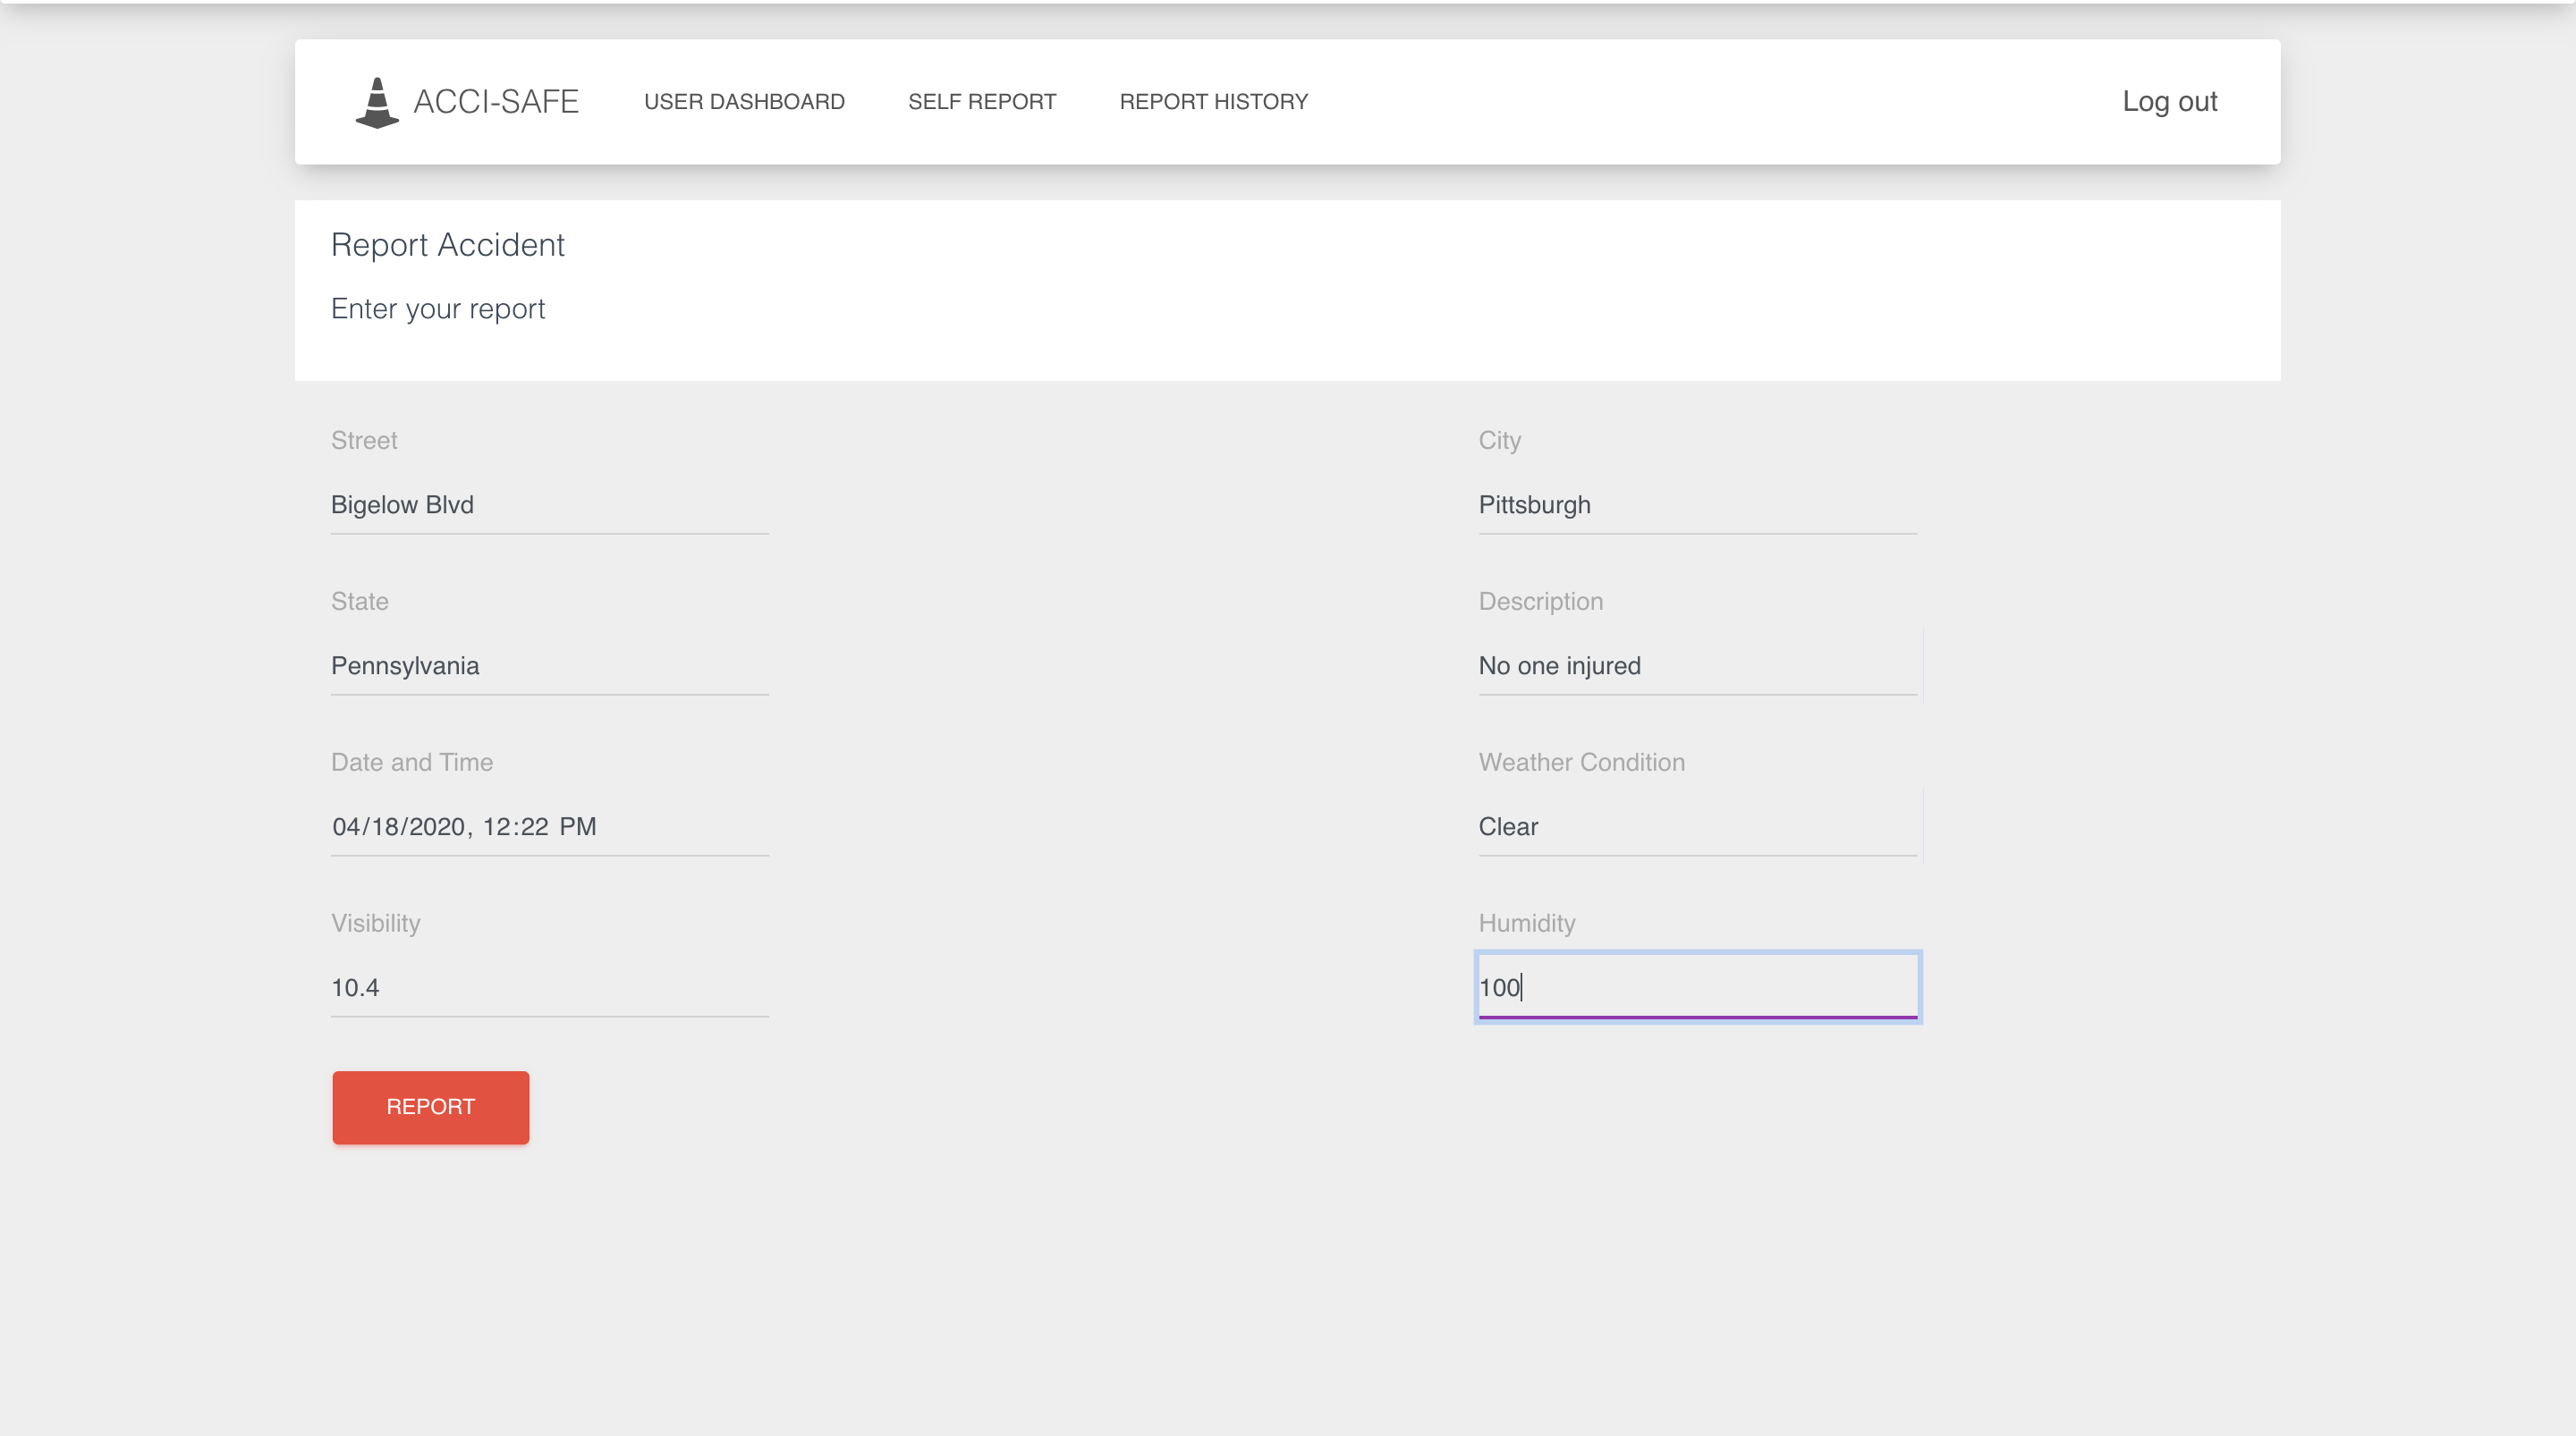 ACCI-SAFE USER DASHBOARD SELF REPORT REPORT HISTORY Log out
Report Accident
Enter your report
Street City
Bigelow Blvd Pittsburgh
State Description
Pennsylvania No one injured
Date and Time Weather Condition
04/18/2020, 12:22 PM Clear
Visibility Humidity
10.4 100
REPORT